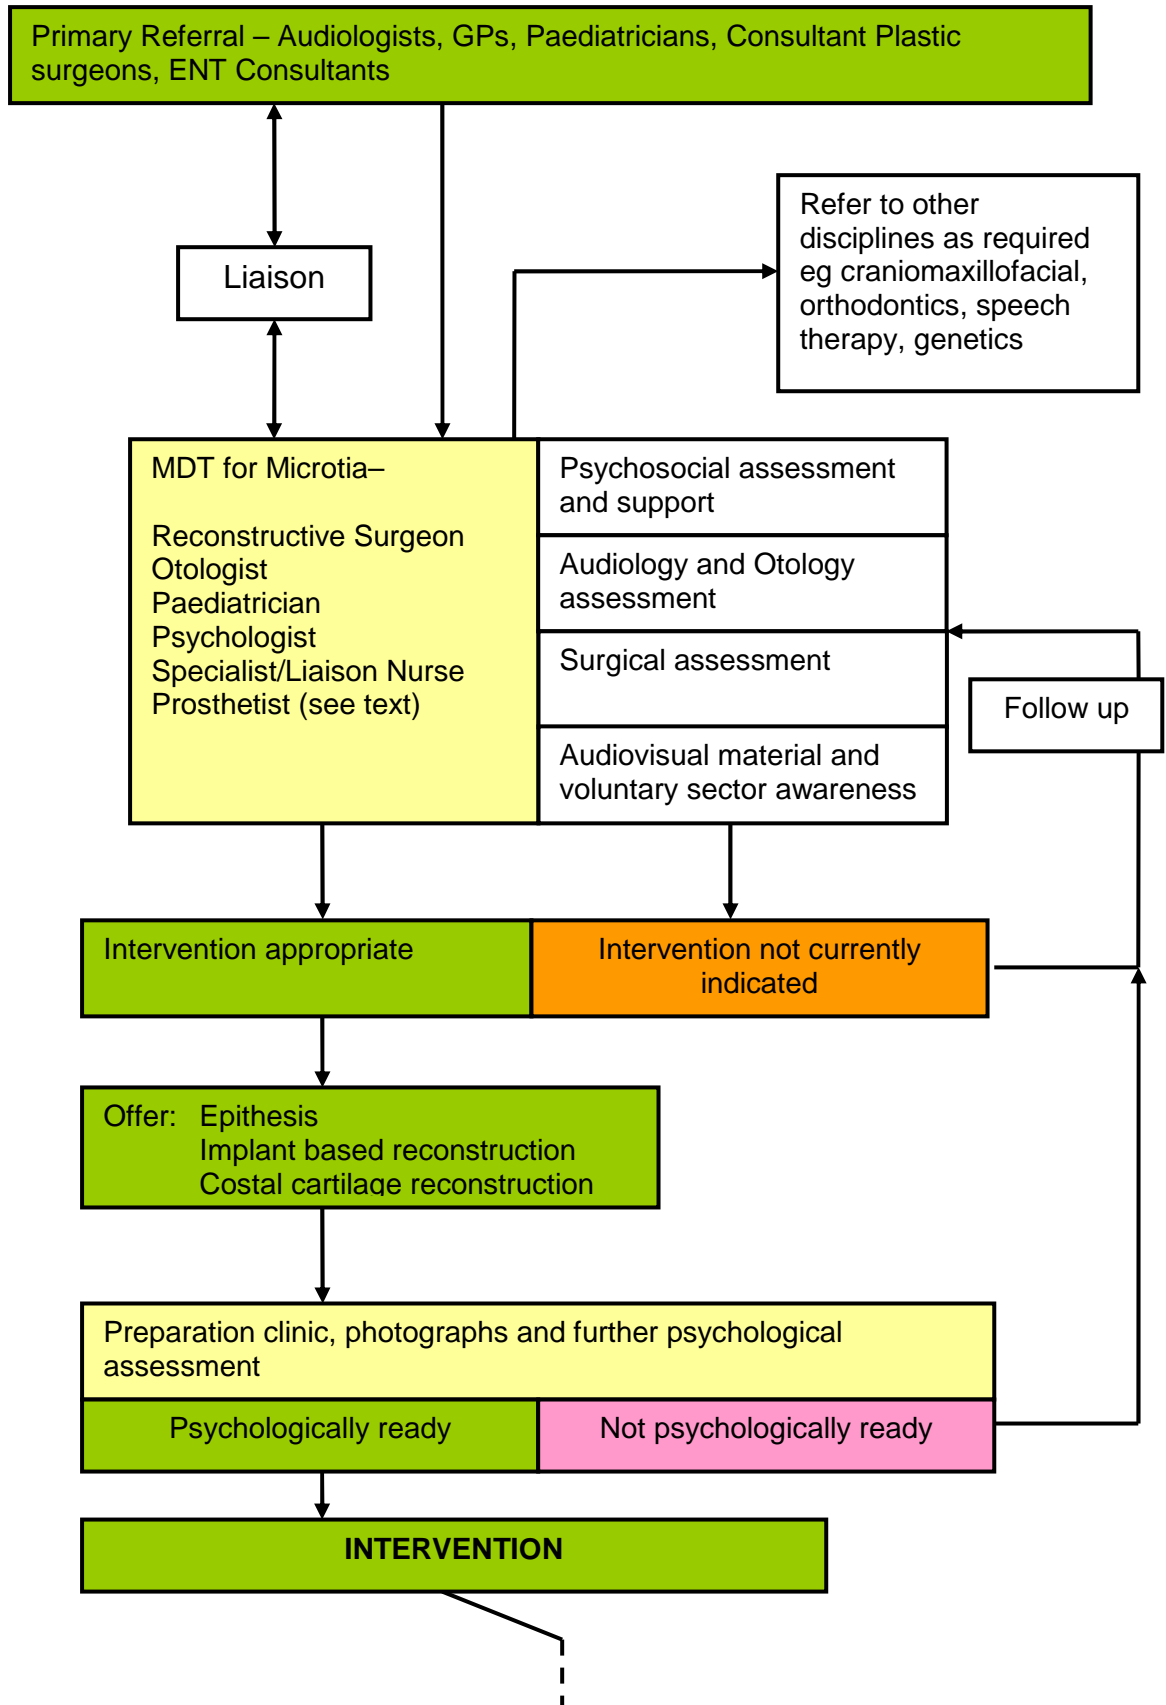 Primary Referral – Audiologists, GPs, Paediatricians, Consultant Plastic
surgeons, ENT Consultants
Refer to other
disciplines as required
eg craniomaxillofacial,
orthodontics, speech
therapy, genetics
Liaison
MDT for Microtia–
Reconstructive Surgeon
Otologist
Paediatrician
Psychologist
Specialist/Liaison Nurse
Prosthetist (see text)
Psychosocial assessment
and support
Audiology and Otology
assessment
Surgical assessment
Audiovisual material and
voluntary sector awareness
Follow up
Intervention appropriate
Intervention not currently
indicated
Offer: Epithesis
Implant based reconstruction
Costal cartilage reconstruction
Preparation clinic, photographs and further psychological
assessment
Psychologically ready
Not psychologically ready
INTERVENTION